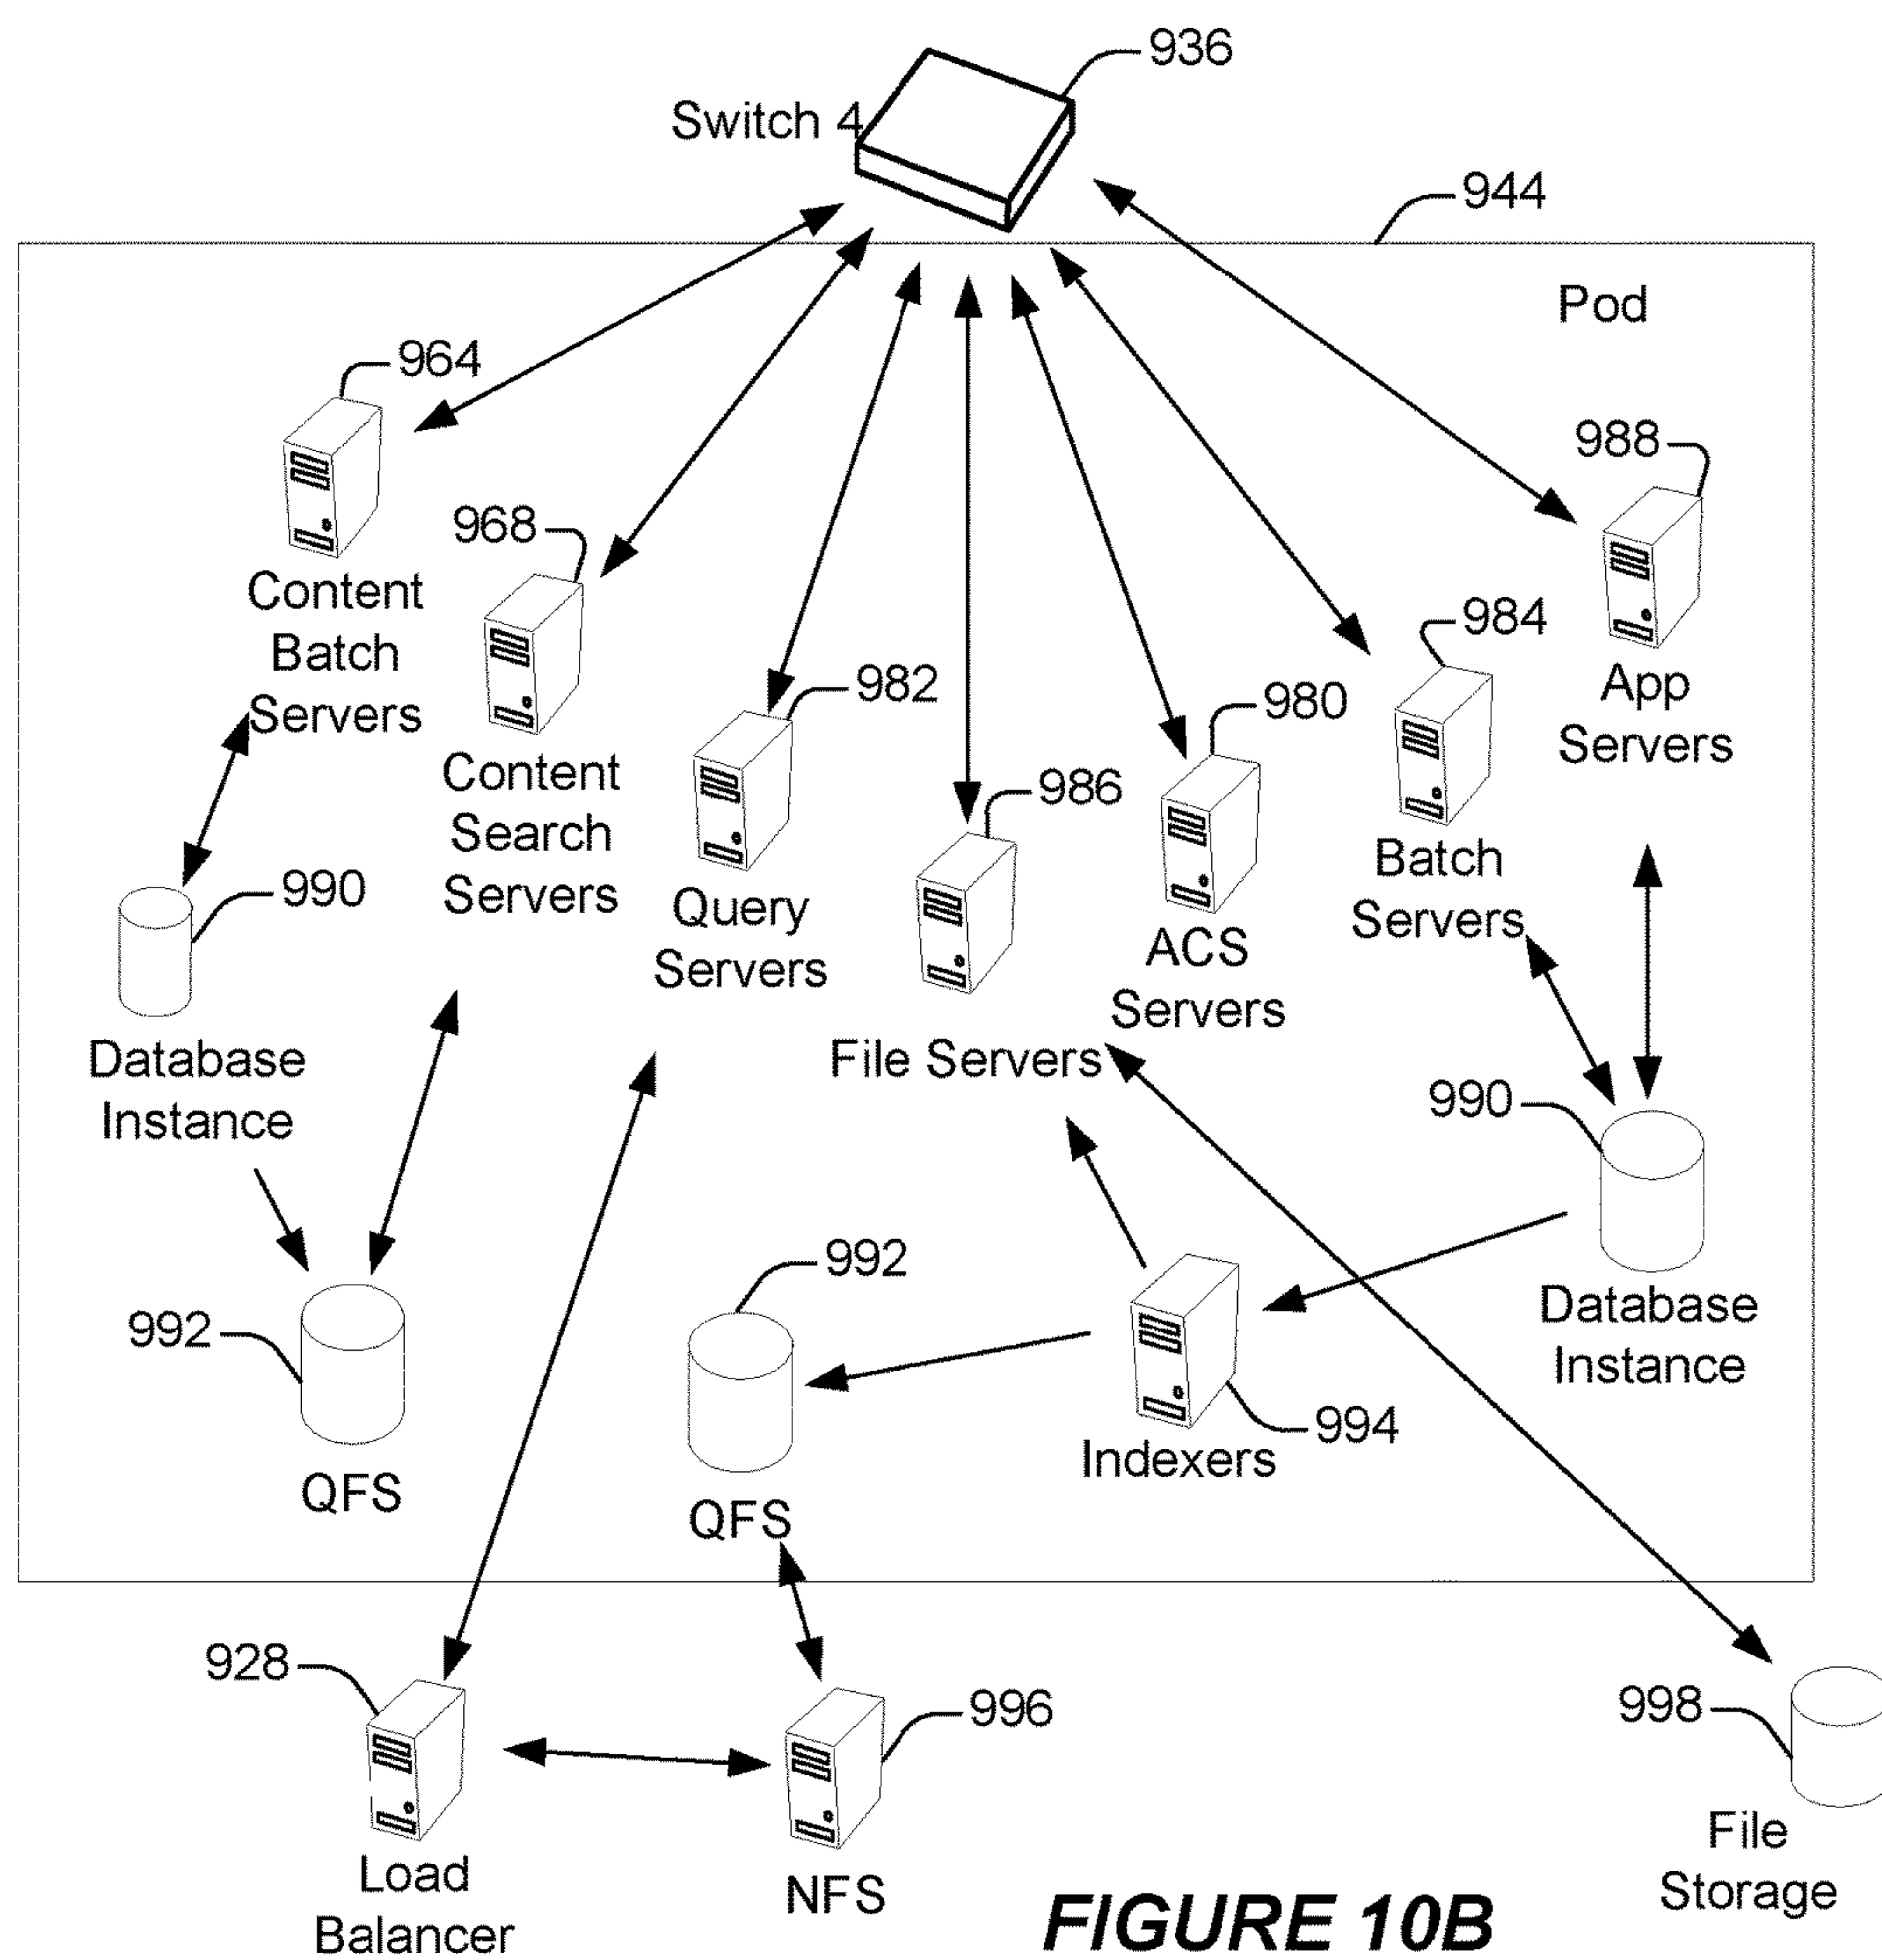 936
Switch 4
944
Pod
964
988
968
Content
Batch
Servers
984
982
980
App
Servers
Content
Search
Servers
986
990
Batch
Servers
Query
Servers
ACS
Servers
Database
Instance
File Servers
990
992
992
Database
Instance
994
Indexers
QFS
QFS
928
996
998
Load
Balancer
NFS
File
Storage
FIGURE 10B